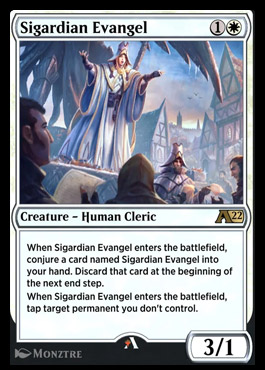 Sigardian Evangel 1
Creature – Human Cleric A22
When Sigardian Evangel enters the battlefield,
conjure a card named Sigardian Evangel into
your hand. Discard that card at the beginning of
the next end step.
When Sigardian Evangel enters the battlefield,
tap target permanent you don't control.
MONZTRE
3/1